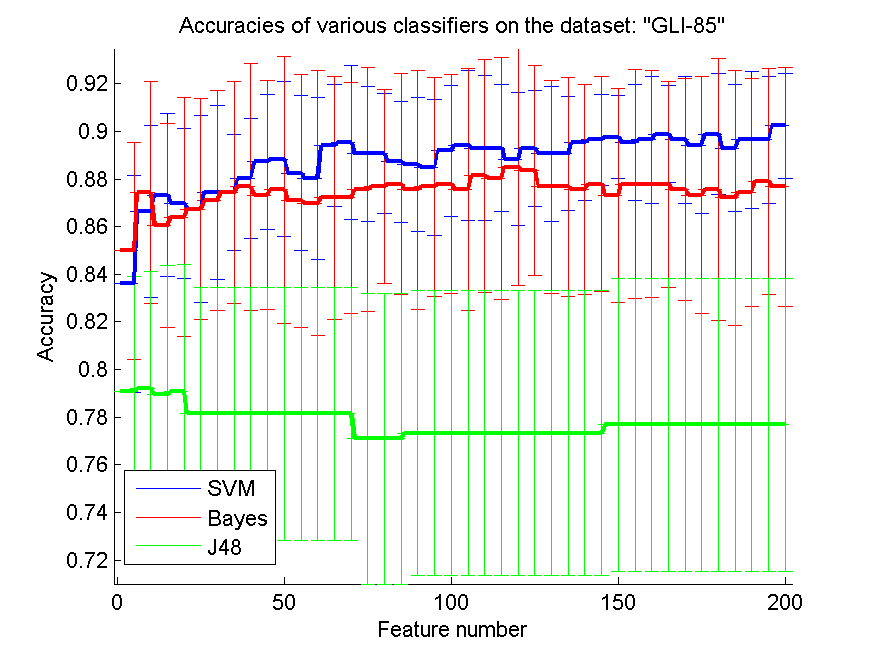 Accuracies of various classifiers on the dataset: "GLI-85"
Accuracy
0.92
0.9
0.88
0.86
0.84
0.82
0.8
0.78
0.76
0.74
0.72
SVM
Bayes
J48
0 50 100 150 200
Feature number